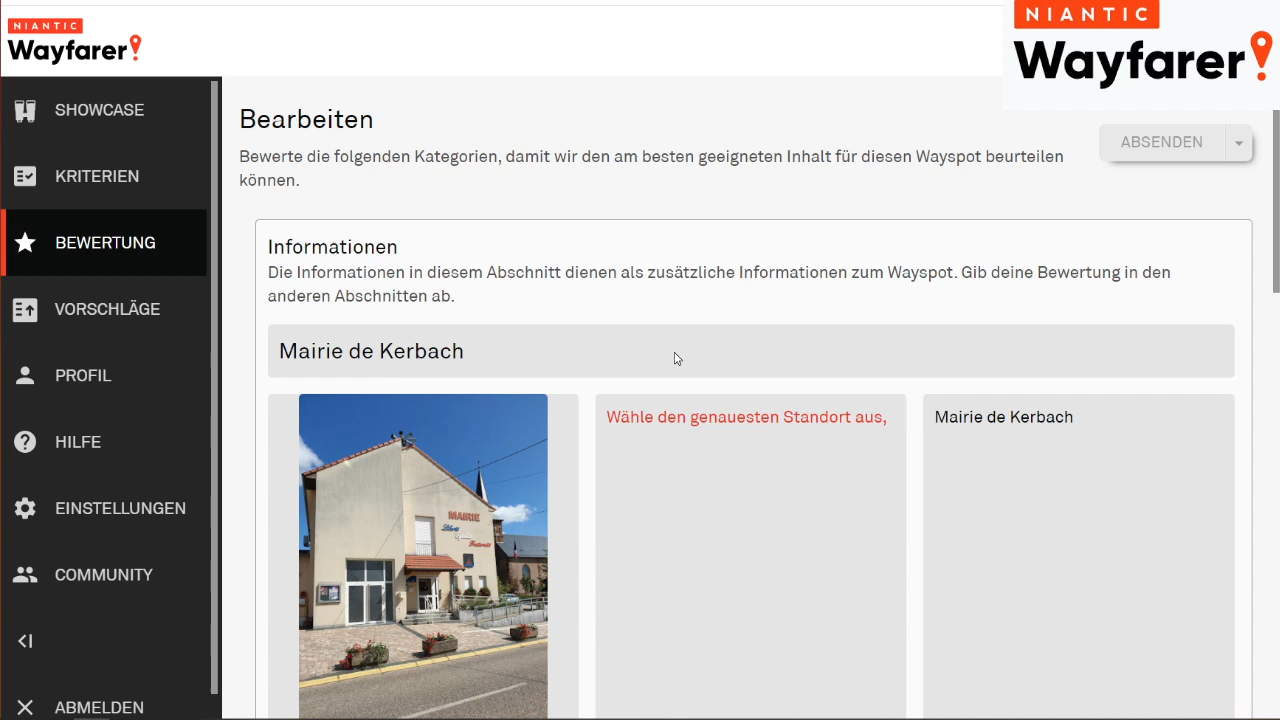 NIANTIC
Wayfarer!
NIANTIC
Wayfarer!
SHOWCASE
KRITERIEN
BEWERTUNG
VORSCHLÄGE
PROFIL
HILFE
EINSTELLUNGEN
COMMUNITY
ABMELDEN
Bearbeiten
Bewerte die folgenden Kategorien, damit wir den am besten geeigneten Inhalt für diesen Wayspot beurteilen
können.
ABSENDEN
Informationen
Die Informationen in diesem Abschnitt dienen als zusätzliche Informationen zum Wayspot. Gib deine Bewertung in den
anderen Abschnitten ab.
Mairie de Kerbach
MAIRIE
Liberté
Égalité
Fraternité
Wähle den genauesten Standort aus,
Mairie de Kerbach